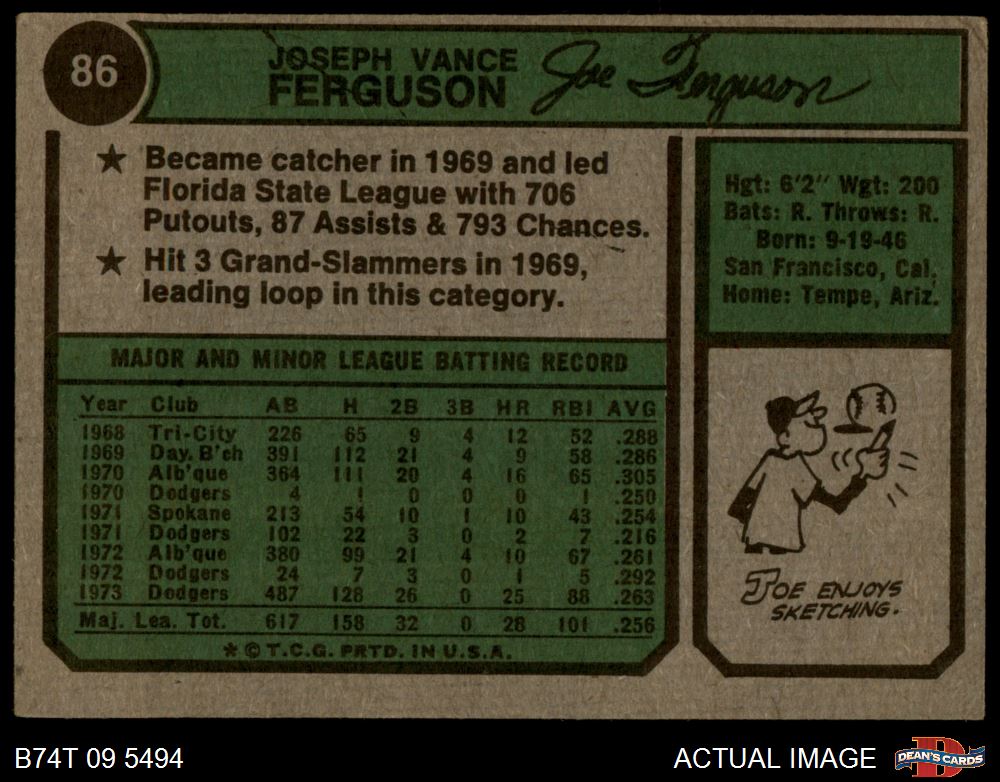 86
JOSEPH VANCE
FERGUSON
Joe Ferguson
★ Became catcher in 1969 and led
Florida State League with 706
Putouts, 87 Assists & 793 Chances.
★ Hit 3 Grand-Slammers in 1969,
leading loop in this category.
Hgt: 6'2" Wgt: 200
Bats: R. Throws: R.
Born: 9-19-46
San Francisco, Cal.
Home: Tempe, Ariz.
MAJOR AND MINOR LEAGUE BATTING RECORD
Year Club AB H 2B 3B HR RBI AVG
1968 Tri-City 226 65 9 4 12 52 .288
1969 Day. B'ch 391 112 21 4 9 58 .286
1970 Alb'que 364 111 20 4 16 65 .305
1970 Dodgers 4 1 0 0 0 1 .250
1971 Spokane 213 54 10 1 10 43 .254
1971 Dodgers 102 22 3 0 2 7 .216
1972 Alb'que 380 99 21 4 10 67 .261
1972 Dodgers 24 7 3 0 1 5 .292
1973 Dodgers 487 128 26 0 25 88 .263
Maj. Lea. Tot. 617 158 32 0 28 101 .256
* © T.C.G. PRTD. IN U.S.A.
JOE ENJOYS
SKETCHING.
B74T 09 5494
ACTUAL IMAGE
D
DEAN'S CARDS